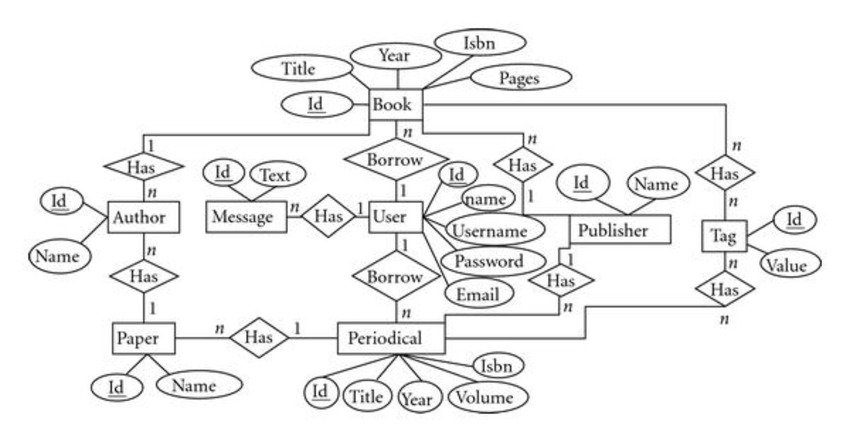 Isbn
Year
Title
Pages
Id
Book
1
n
n
n
Has
Borrow
Has
Has
Id
Text
Id
Id
Name
name
n
1
1
n
Id
Author
Message
n
Has
1
User
Username
Publisher
Tag
Id
Name
n
1
Password
1
n
Value
Has
Borrow
Has
Has
Email
1
n
n
n
Paper
n
Has
1
Periodical
Isbn
Id
Name
Id
Title
Year
Volume